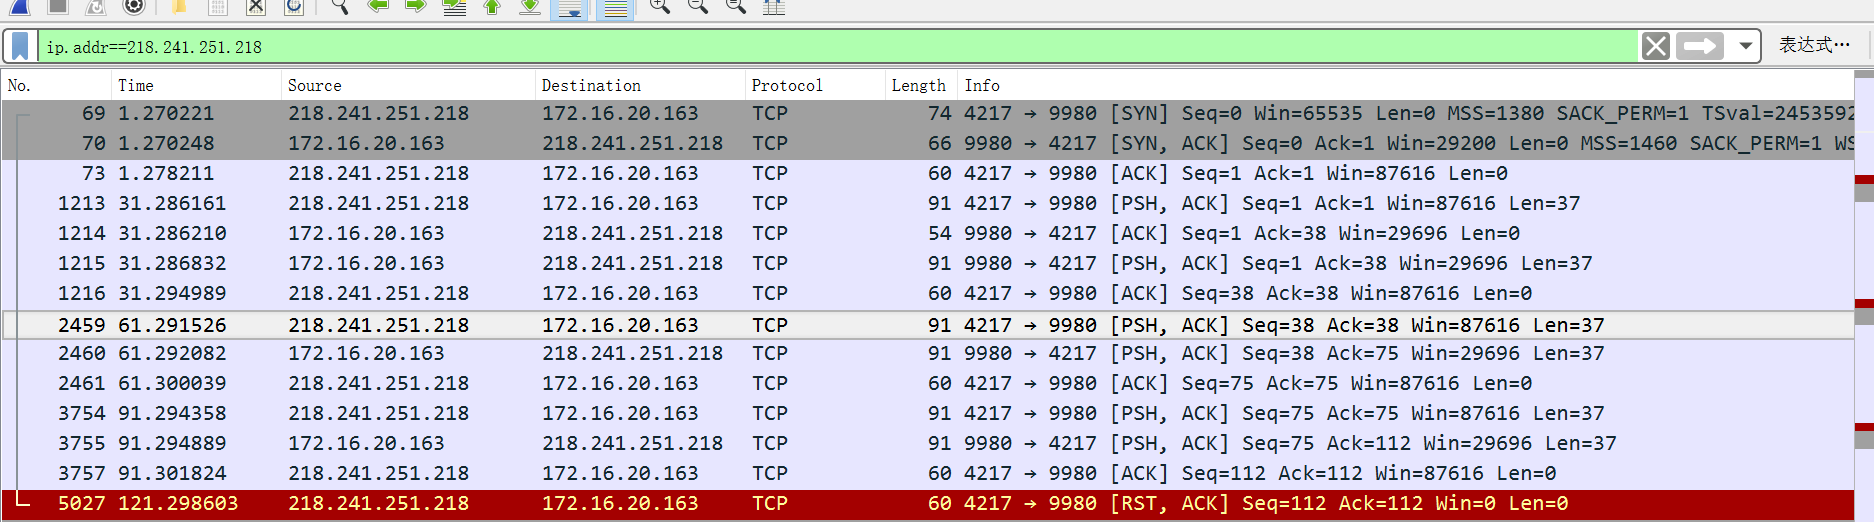 ip.addr==218.241.251.218 表达式…
No. Time Source Destination Protocol Length Info
69 1.270221 218.241.251.218 172.16.20.163 TCP 74 4217 → 9980 [SYN] Seq=0 Win=65535 Len=0 MSS=1380 SACK_PERM=1 TSval=2453592
70 1.270248 172.16.20.163 218.241.251.218 TCP 66 9980 → 4217 [SYN, ACK] Seq=0 Ack=1 Win=29200 Len=0 MSS=1460 SACK_PERM=1 WS
73 1.278211 218.241.251.218 172.16.20.163 TCP 60 4217 → 9980 [ACK] Seq=1 Ack=1 Win=87616 Len=0
1213 31.286161 218.241.251.218 172.16.20.163 TCP 91 4217 → 9980 [PSH, ACK] Seq=1 Ack=1 Win=87616 Len=37
1214 31.286210 172.16.20.163 218.241.251.218 TCP 54 9980 → 4217 [ACK] Seq=1 Ack=38 Win=29696 Len=0
1215 31.286832 172.16.20.163 218.241.251.218 TCP 91 9980 → 4217 [PSH, ACK] Seq=1 Ack=38 Win=29696 Len=37
1216 31.294989 218.241.251.218 172.16.20.163 TCP 60 4217 → 9980 [ACK] Seq=38 Ack=38 Win=87616 Len=0
2459 61.291526 218.241.251.218 172.16.20.163 TCP 91 4217 → 9980 [PSH, ACK] Seq=38 Ack=38 Win=87616 Len=37
2460 61.292082 172.16.20.163 218.241.251.218 TCP 91 9980 → 4217 [PSH, ACK] Seq=38 Ack=75 Win=29696 Len=37
2461 61.300039 218.241.251.218 172.16.20.163 TCP 60 4217 → 9980 [ACK] Seq=75 Ack=75 Win=87616 Len=0
3754 91.294358 218.241.251.218 172.16.20.163 TCP 91 4217 → 9980 [PSH, ACK] Seq=75 Ack=75 Win=87616 Len=37
3755 91.294889 172.16.20.163 218.241.251.218 TCP 91 9980 → 4217 [PSH, ACK] Seq=75 Ack=112 Win=29696 Len=37
3757 91.301824 218.241.251.218 172.16.20.163 TCP 60 4217 → 9980 [ACK] Seq=112 Ack=112 Win=87616 Len=0
5027 121.298603 218.241.251.218 172.16.20.163 TCP 60 4217 → 9980 [RST, ACK] Seq=112 Ack=112 Win=0 Len=0